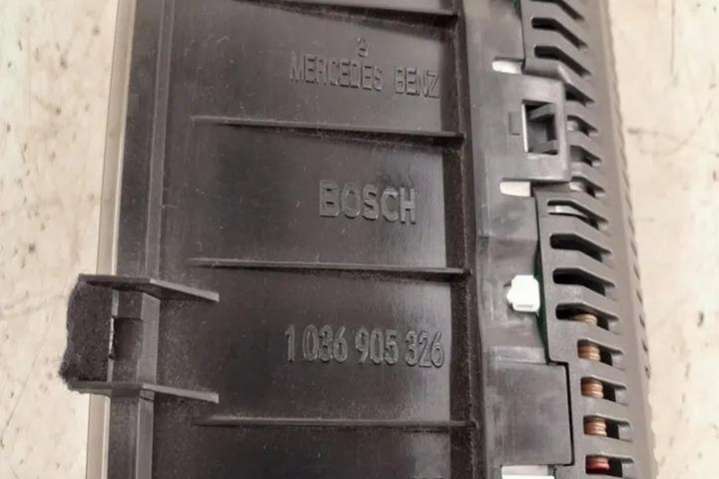 MERCEDES BENZ
BOSCH
1 036 905 326